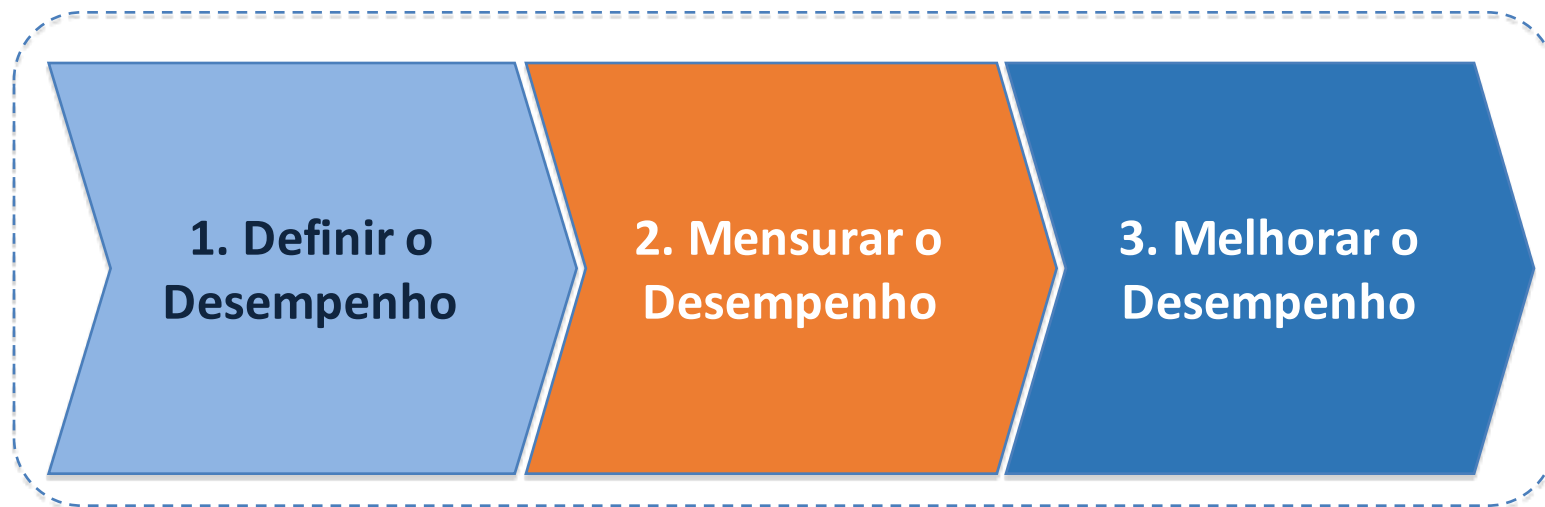 1. Definir o
Desempenho
2. Mensurar o
Desempenho
3. Melhorar o
Desempenho